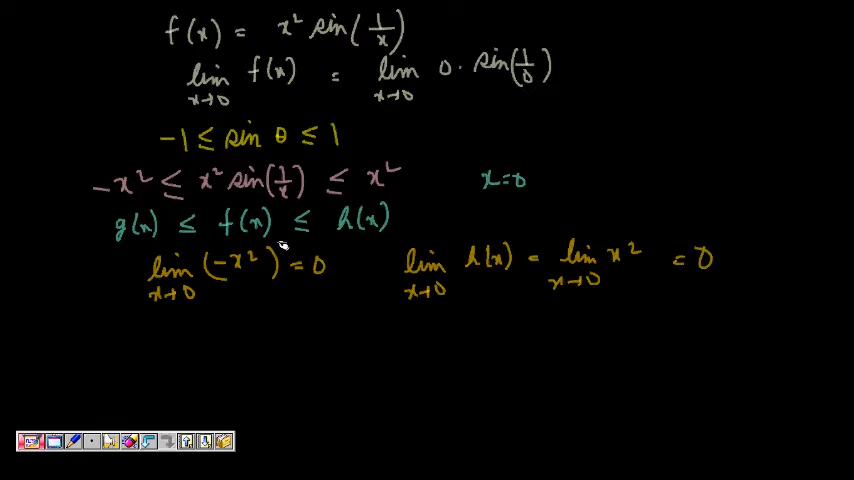 f(x) = x² sin(1/x)
lim x→0 f(x) = lim x→0 0 · sin(1/0)
-1 ≤ sin θ ≤ 1
-x² ≤ x² sin(1/x) ≤ x² x=0
g(x) ≤ f(x) ≤ h(x)
lim x→0 (-x²) = 0 lim x→0 h(x) = lim x→0 x² = 0